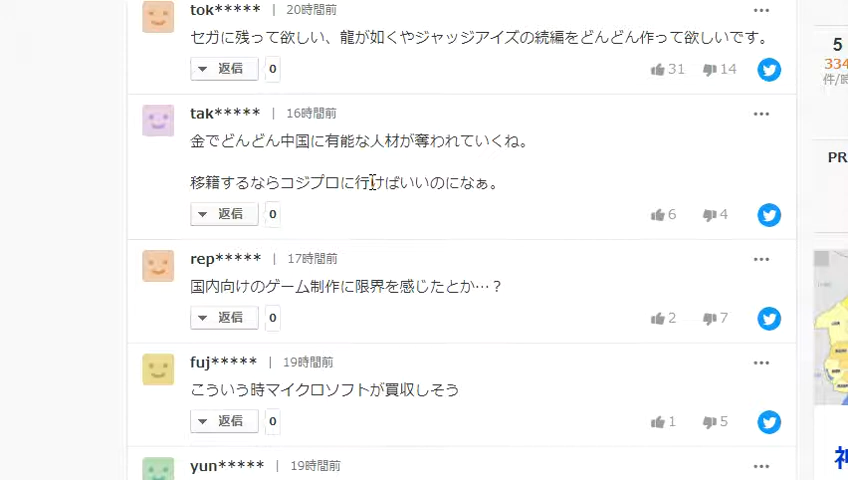 tok***** | 20時間前
セガに残って欲しい、龍が如くやジャッジアイズの続編をどんどん作って欲しいです。
返信 0 31 14
tak***** | 16時間前
金でどんどん中国に有能な人材が奪われていくね。
移籍するならコジプロに行けばいいのになぁ。
返信 0 6 4
rep***** | 17時間前
国内向けのゲーム制作に限界を感じたとか…？
返信 0 2 7
fuj***** | 19時間前
こういう時マイクロソフトが買収しそう
返信 0 1 5
yun***** | 19時間前
5
334
件/時
PR
神